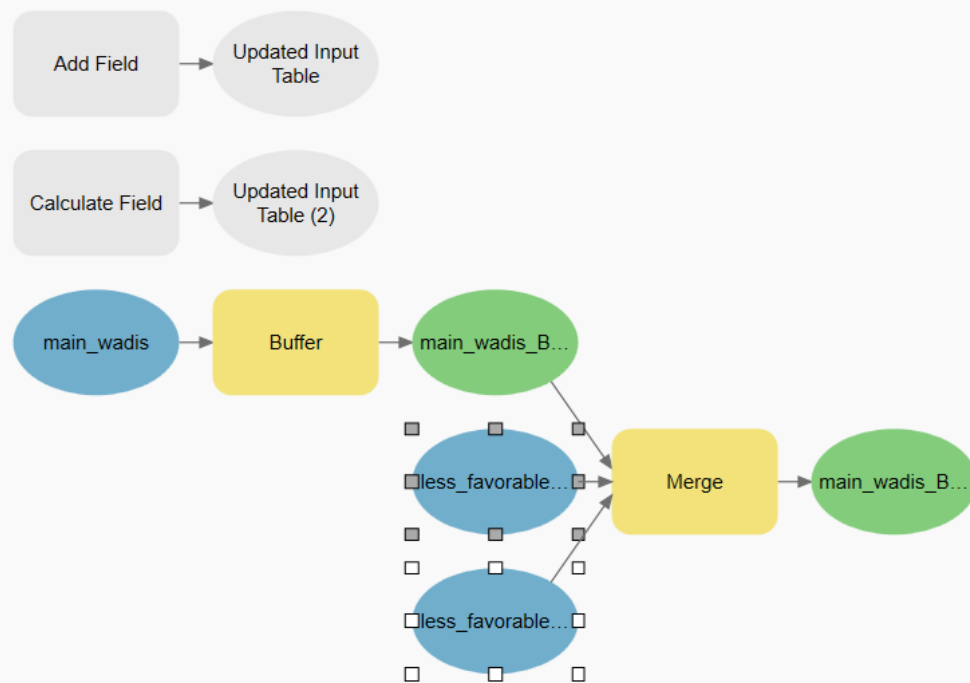 Add Field
Updated Input
Table
Calculate Field
Updated Input
Table (2)
main_wadis
Buffer
main_wadis_B...
less_favorable...
Merge
main_wadis_B...
less_favorable...